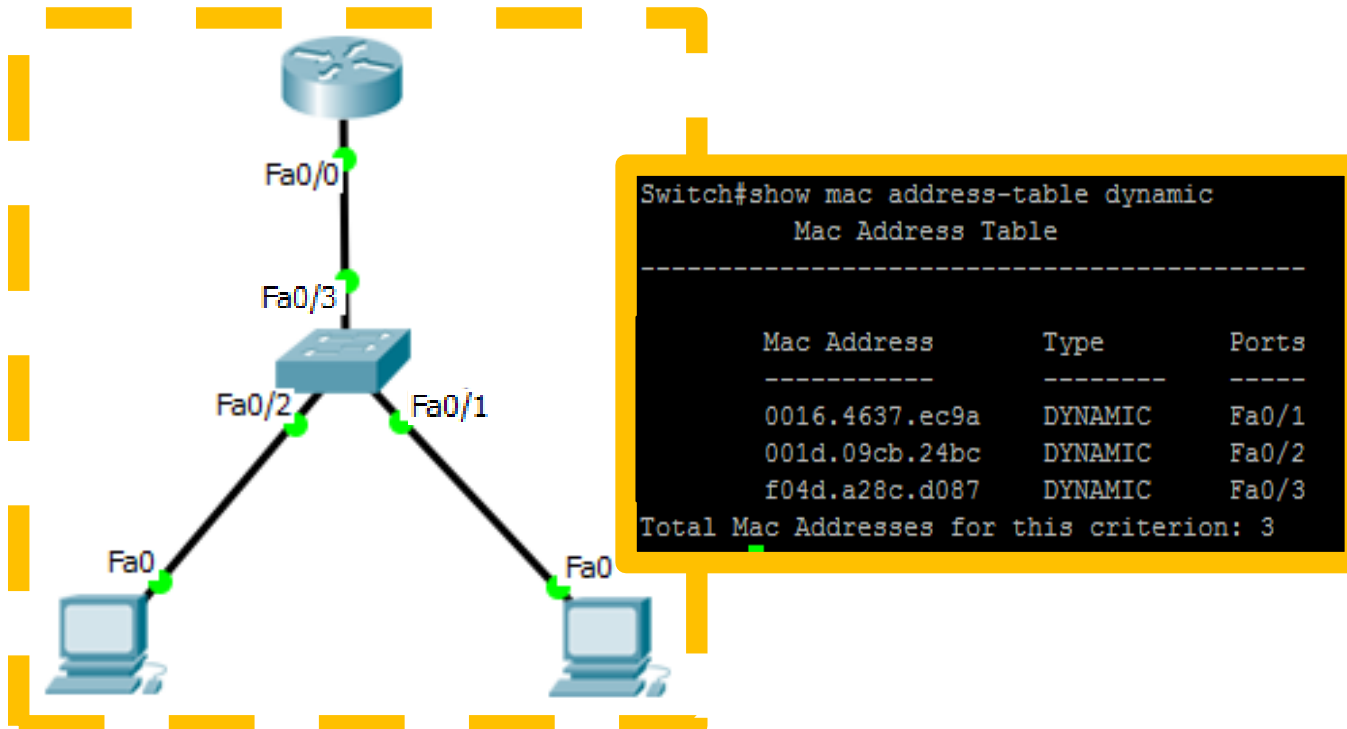 Fa0/0
Fa0/3
Fa0/2
Fa0/1
Fa0
Fa0
Switch#show mac address-table dynamic
Mac Address Table
-------------------------------------------
Mac Address Type Ports
----------- -------- -----
0016.4637.ec9a DYNAMIC Fa0/1
001d.09cb.24bc DYNAMIC Fa0/2
f04d.a28c.d087 DYNAMIC Fa0/3
Total Mac Addresses for this criterion: 3